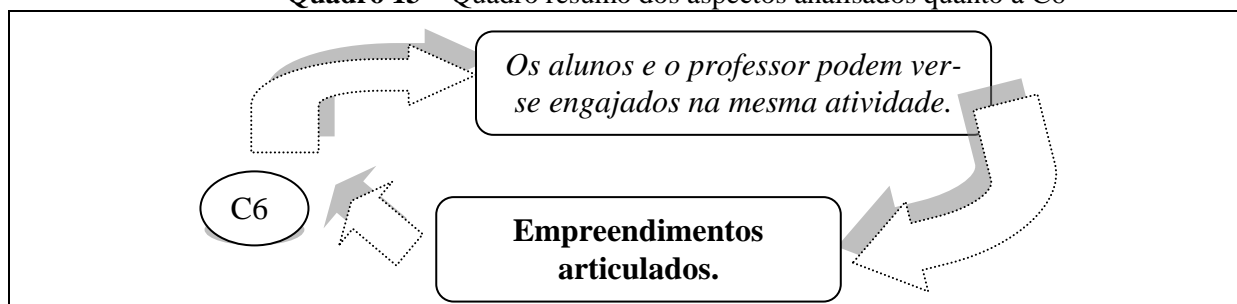 Quadro 15 – Quadro resumo dos aspectos analisados quanto à C6
Os alunos e o professor podem ver-
se engajados na mesma atividade.
C6
Empreendimentos
articulados.